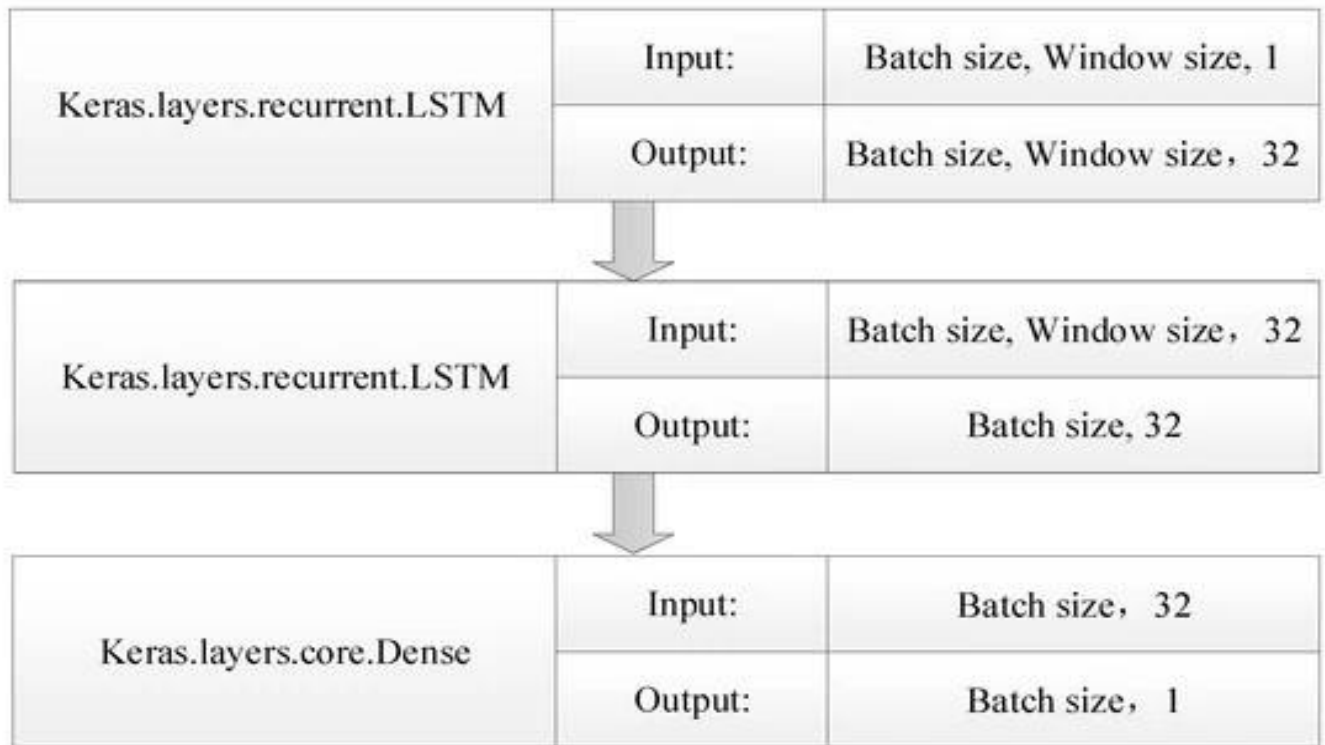 Keras.layers.recurrent.LSTM
Input:
Batch size, Window size, 1
Output:
Batch size, Window size，32
Keras.layers.recurrent.LSTM
Input:
Batch size, Window size，32
Output:
Batch size, 32
Keras.layers.core.Dense
Input:
Batch size，32
Output:
Batch size，1